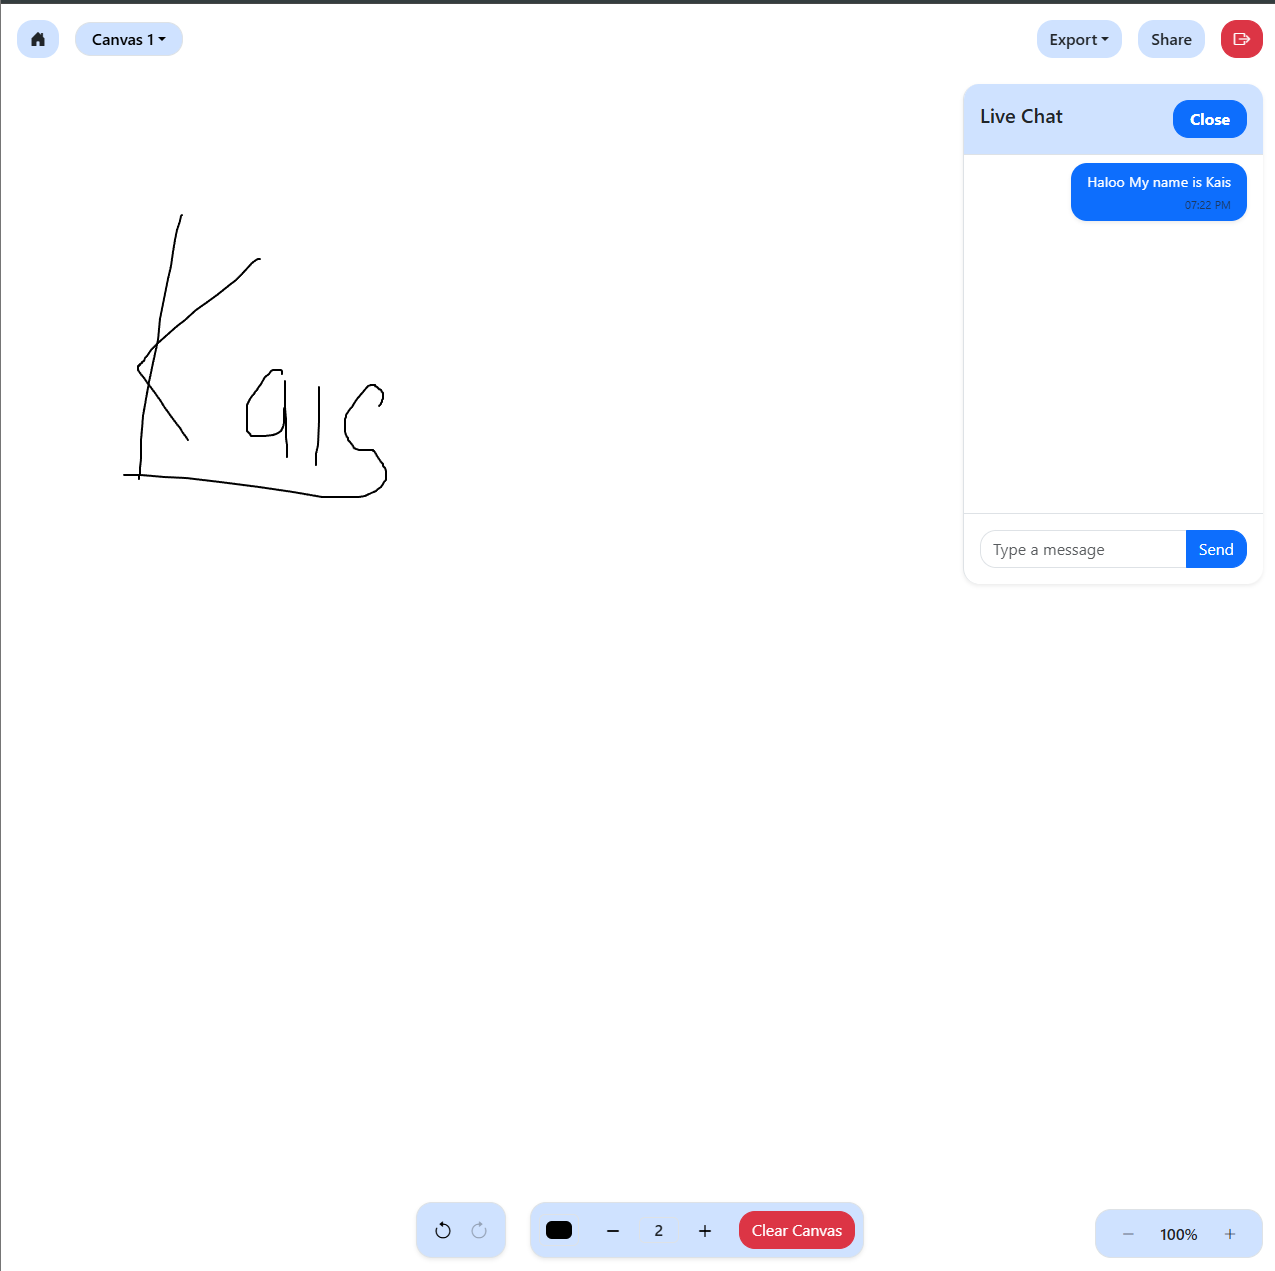 Canvas 1
Export
Share
Live Chat
Close
Haloo My name is Kais
07:22 PM
Kais
Type a message
Send
2
Clear Canvas
100%